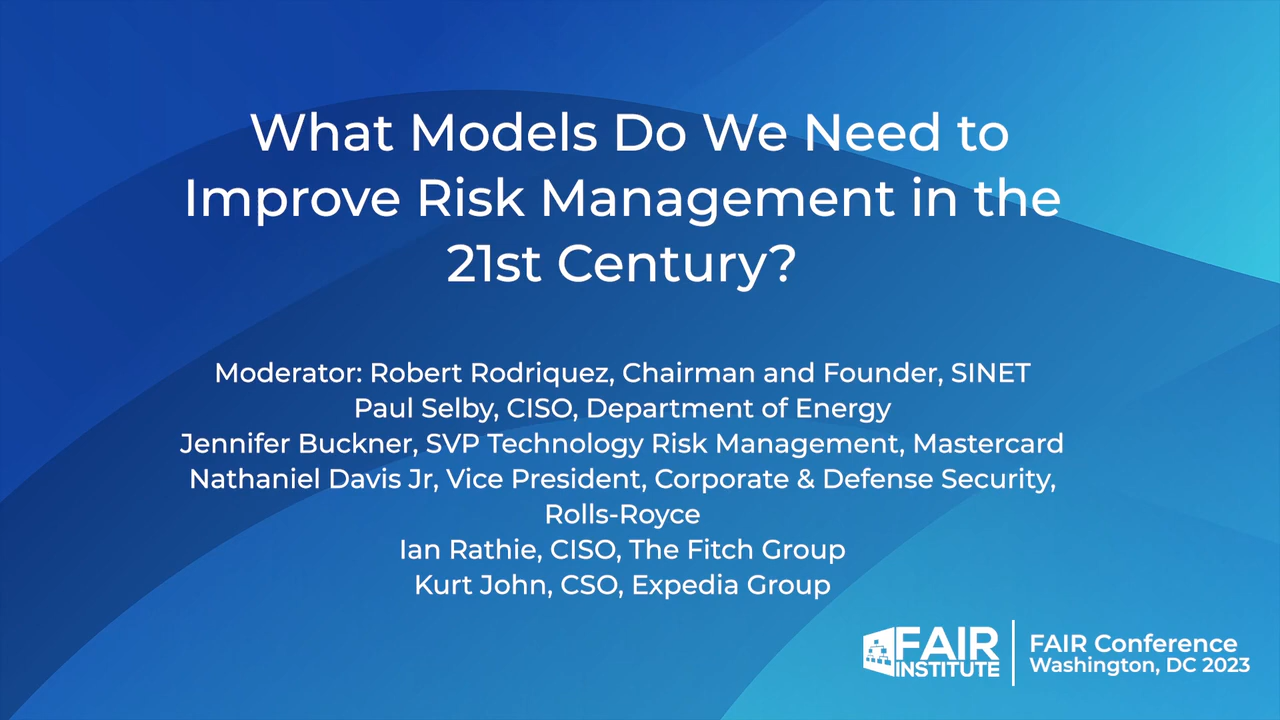 What Models Do We Need to
Improve Risk Management in the
21st Century?
Moderator: Robert Rodriquez, Chairman and Founder, SINET
Paul Selby, CISO, Department of Energy
Jennifer Buckner, SVP Technology Risk Management, Mastercard
Nathaniel Davis Jr, Vice President, Corporate & Defense Security,
Rolls-Royce
Ian Rathie, CISO, The Fitch Group
Kurt John, CSO, Expedia Group
FAIR
INSTITUTE
FAIR Conference
Washington, DC 2023